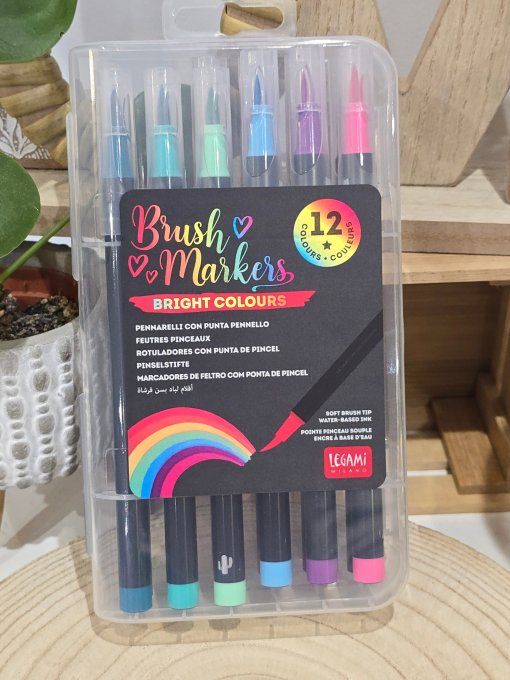 Brush
Markers
12
COLOURS • COULEURS
BRIGHT COLOURS
PENNARELLI CON PUNTA PENNELLO
FEUTRES PINCEAUX
ROTULADORES CON PUNTA DE PINCEL
PINSELSTIFTE
MARCADORES DE FELTRO COM PONTA DE PINCEL
أقلام لباد بسن فرشاة
SOFT BRUSH TIP
WATER-BASED INK
POINTE PINCEAU SOUPLE
ENCRE À BASE D'EAU
LEGAMI
MILANO